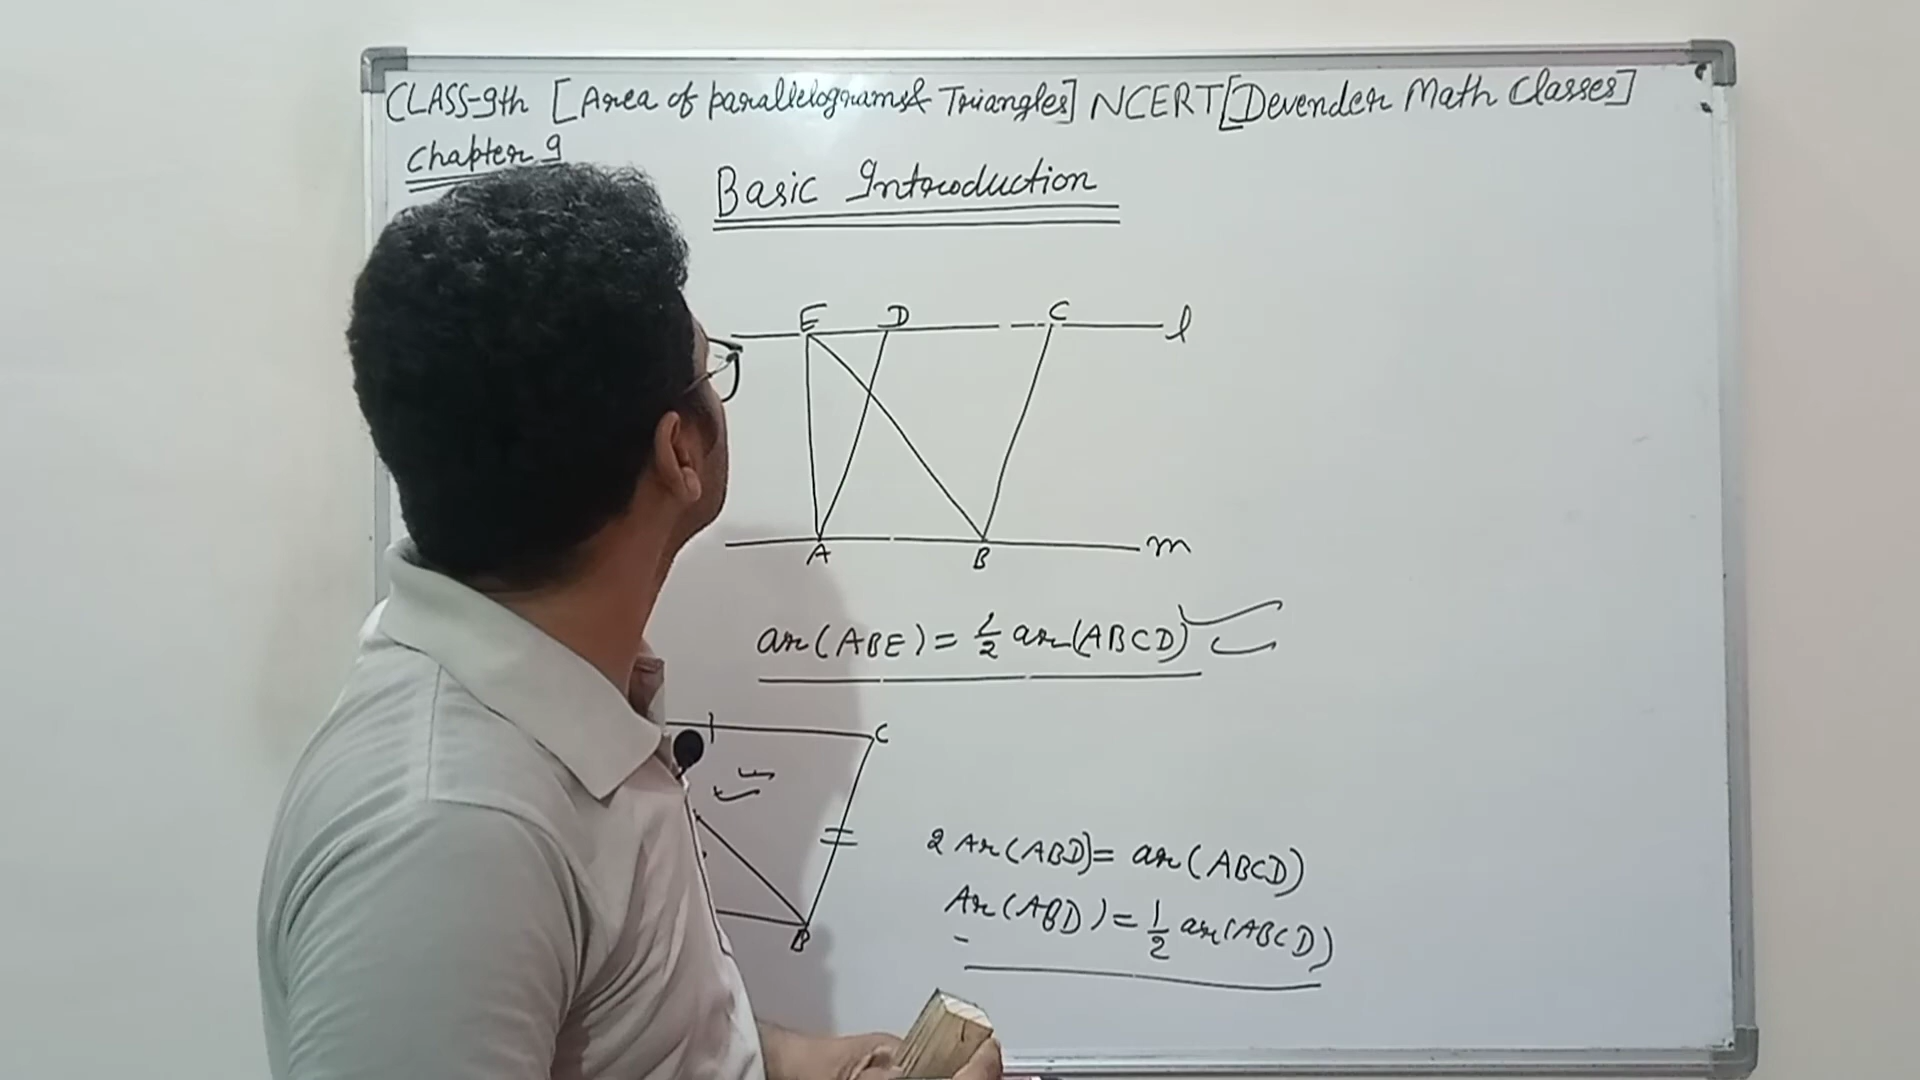 CLASS-9th [Area of parallelograms & Triangles] NCERT [Devender Math Classes]
Chapter 9
Basic Introduction
E D C l
A B m
ar(ABE) = 1/2 ar(ABCD)
C
B
2 Ar(ABD) = ar(ABCD)
Ar(ABD) = 1/2 ar(ABCD)